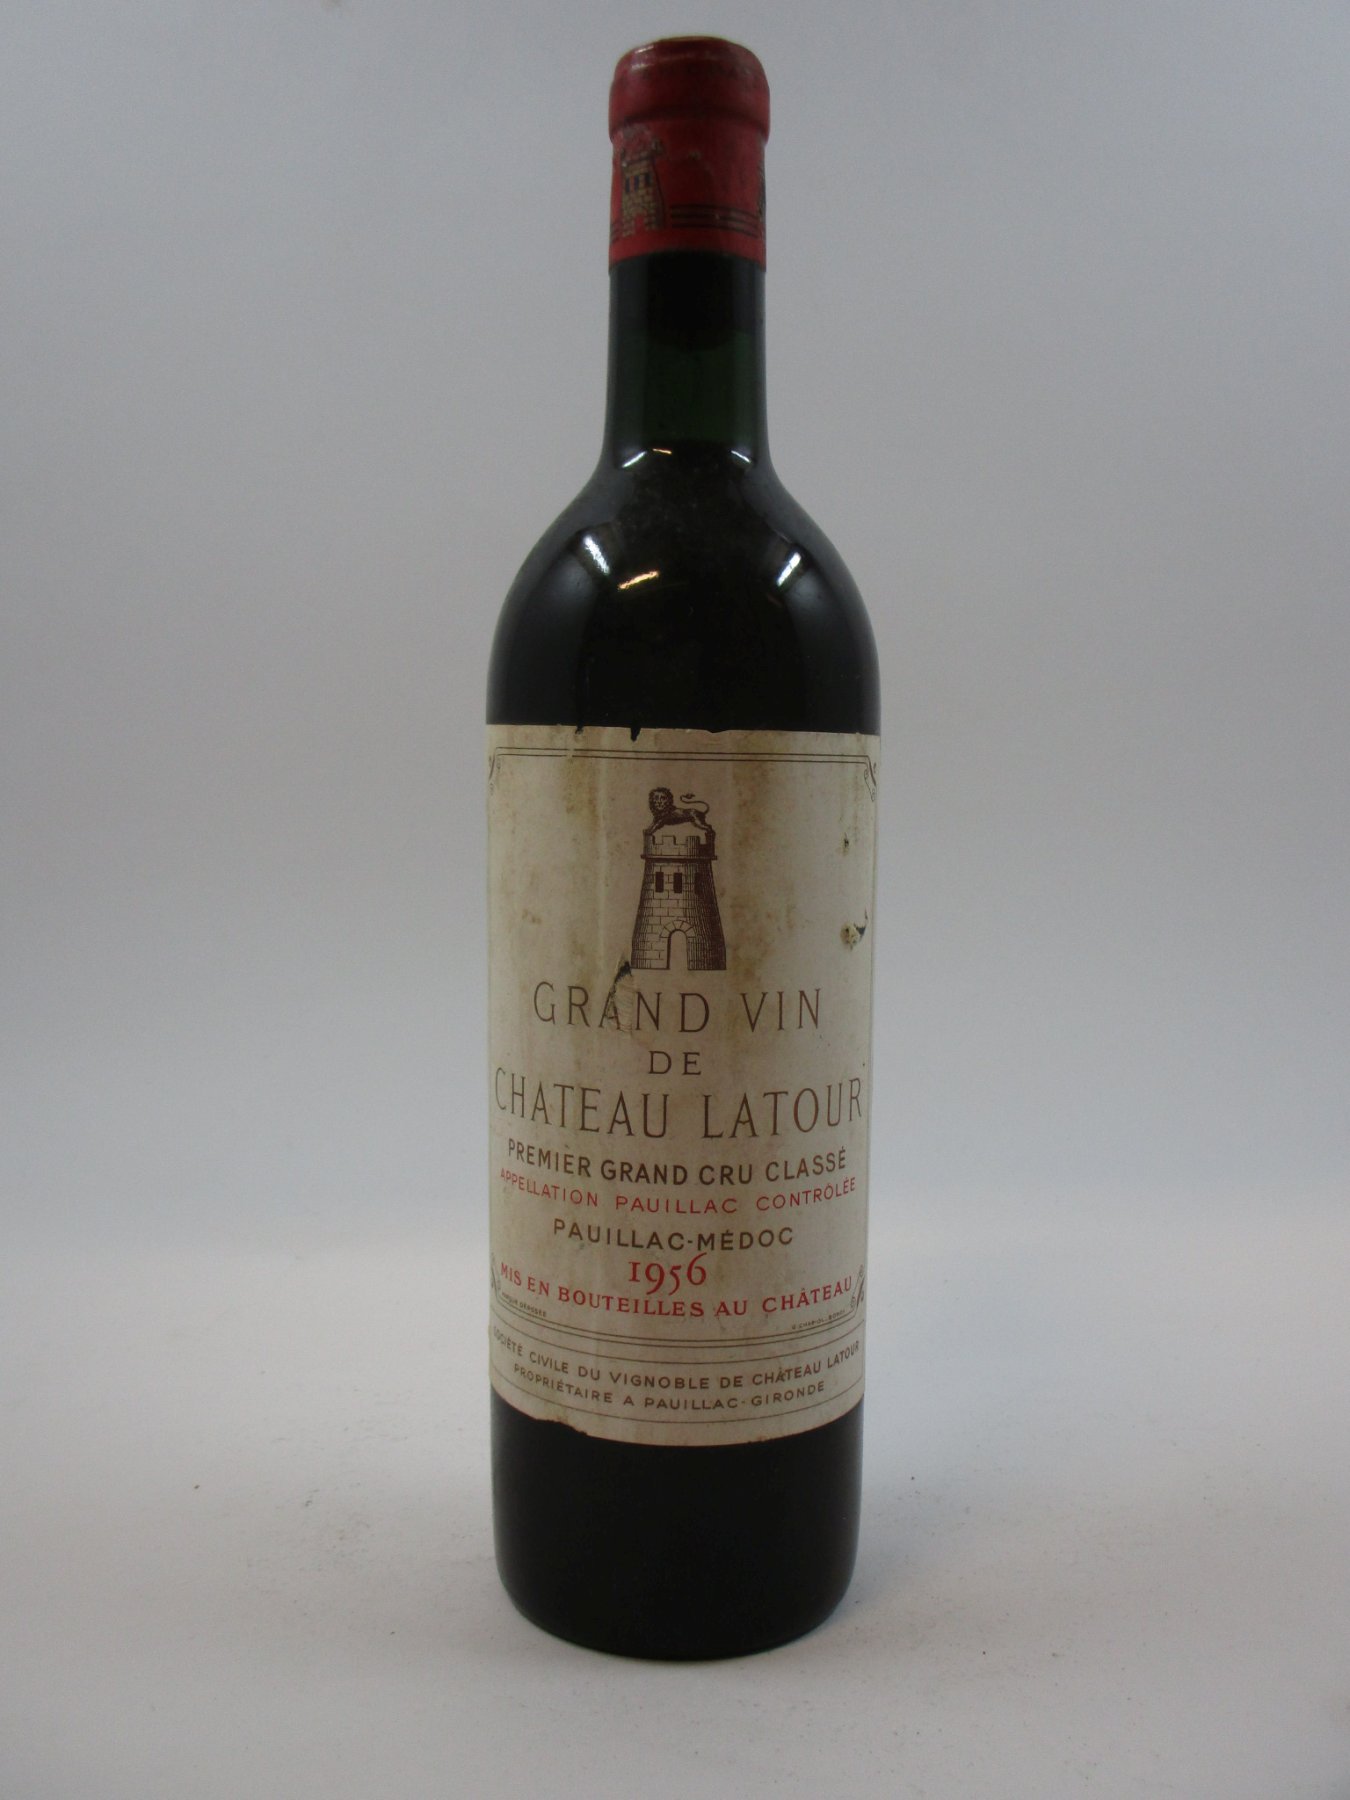 GRAND VIN
DE
CHATEAU LATOUR
PREMIER GRAND CRU CLASSÉ
APPELLATION PAUILLAC CONTRÔLÉE
PAUILLAC-MÉDOC
1956
MIS EN BOUTEILLES AU CHÂTEAU
DÉPOSÉE
SOCIÉTÉ CIVILE DU VIGNOBLE DE CHÂTEAU LATOUR
PROPRIÉTAIRE A PAUILLAC-GIRONDE